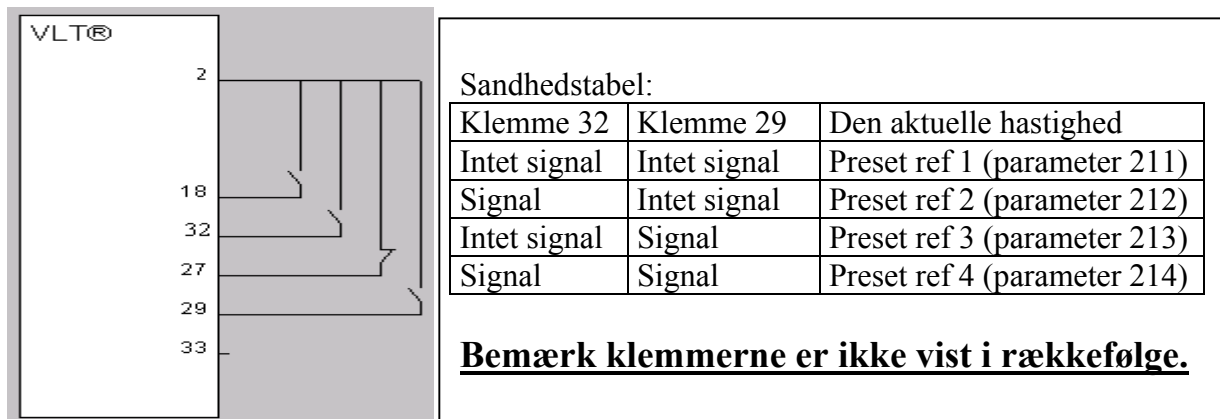 VLT®
2
18
32
27
29
33
Sandhedstabel:
Klemme 32 Klemme 29 Den aktuelle hastighed
Intet signal Intet signal Preset ref 1 (parameter 211)
Signal Intet signal Preset ref 2 (parameter 212)
Intet signal Signal Preset ref 3 (parameter 213)
Signal Signal Preset ref 4 (parameter 214)
Bemærk klemmerne er ikke vist i rækkefølge.